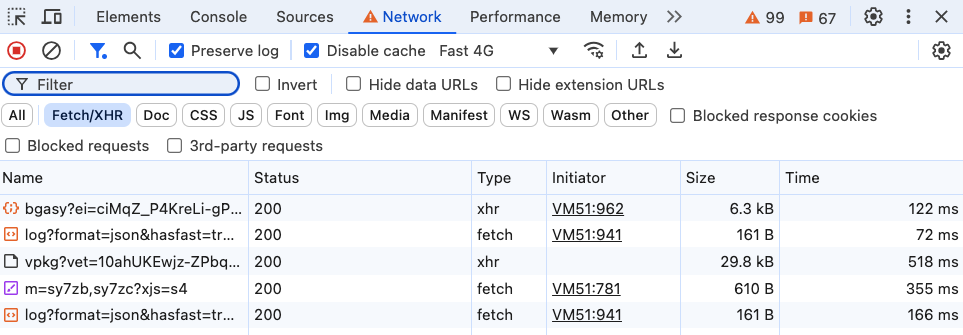 Elements Console Sources Network Performance Memory 99 67
Preserve log Disable cache Fast 4G
Filter Invert Hide data URLs Hide extension URLs
All Fetch/XHR Doc CSS JS Font Img Media Manifest WS Wasm Other Blocked response cookies
Blocked requests 3rd-party requests
Name Status Type Initiator Size Time
bgasy?ei=ciMqZ_P4KreLi-gP... 200 xhr VM51:962 6.3 kB 122 ms
log?format=json&hasfast=tr... 200 fetch VM51:941 161 B 72 ms
vpkg?vet=10ahUKEwjz-ZPbq... 200 xhr 29.8 kB 518 ms
m=sy7zb,sy7zc?xjs=s4 200 fetch VM51:781 610 B 355 ms
log?format=json&hasfast=tr... 200 fetch VM51:941 161 B 166 ms